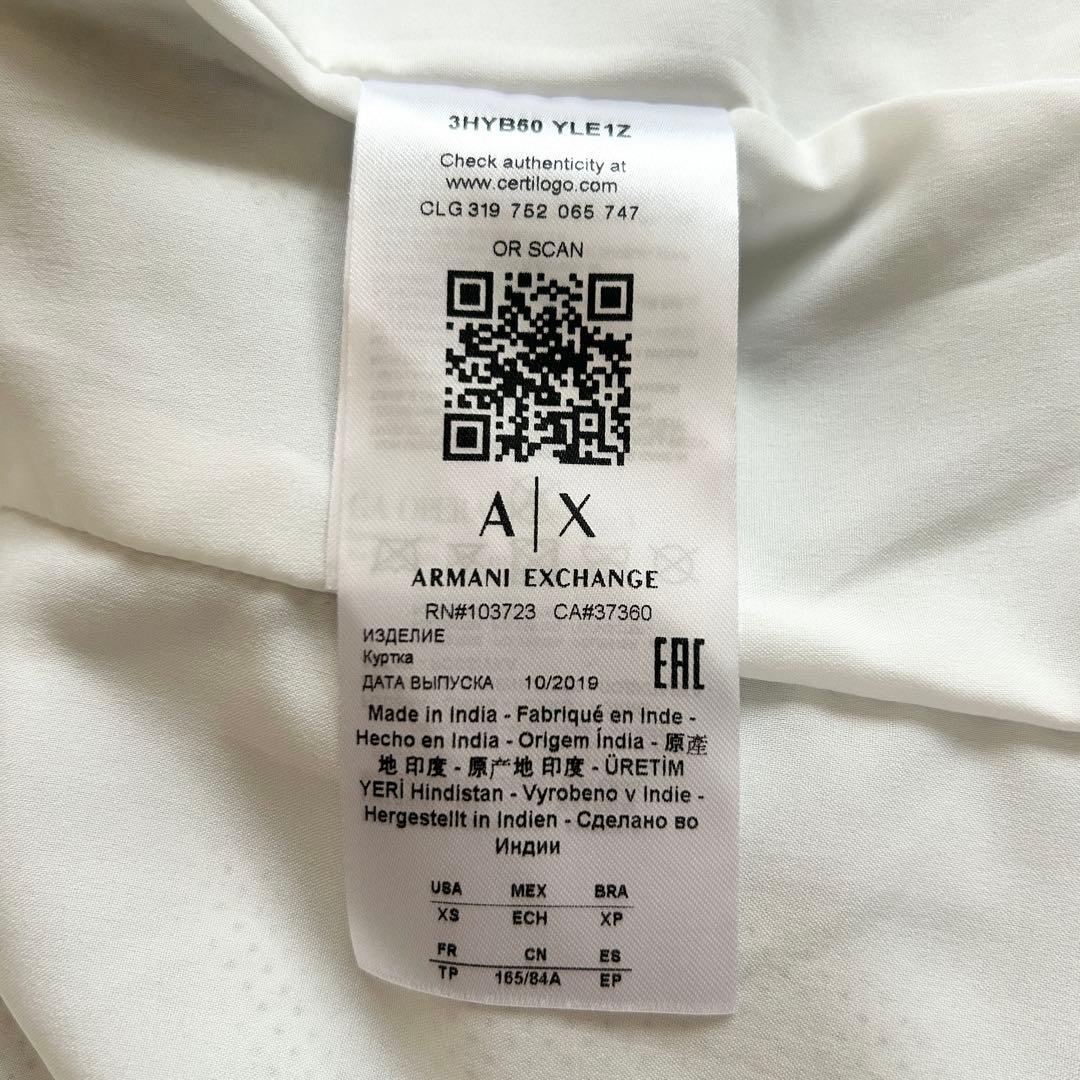 3HYB50 YLE1Z
Check authenticity at
www.certilogo.com
CLG 319 752 065 747
OR SCAN
A|X
ARMANI EXCHANGE
RN#103723 CA#37360
ИЗДЕЛИЕ
Куртка
ДАТА ВЫПУСКА 10/2019
EAC
Made in India - Fabriqué en Inde -
Hecho en India - Origem Índia - 原產
地 印度 - 原产地 印度 - ÜRETİM
YERİ Hindistan - Vyrobeno v Indie -
Hergestellt in Indien - Сделано во
Индии
USA MEX BRA
XS ECH XP
FR CN ES
TP 165/84A EP